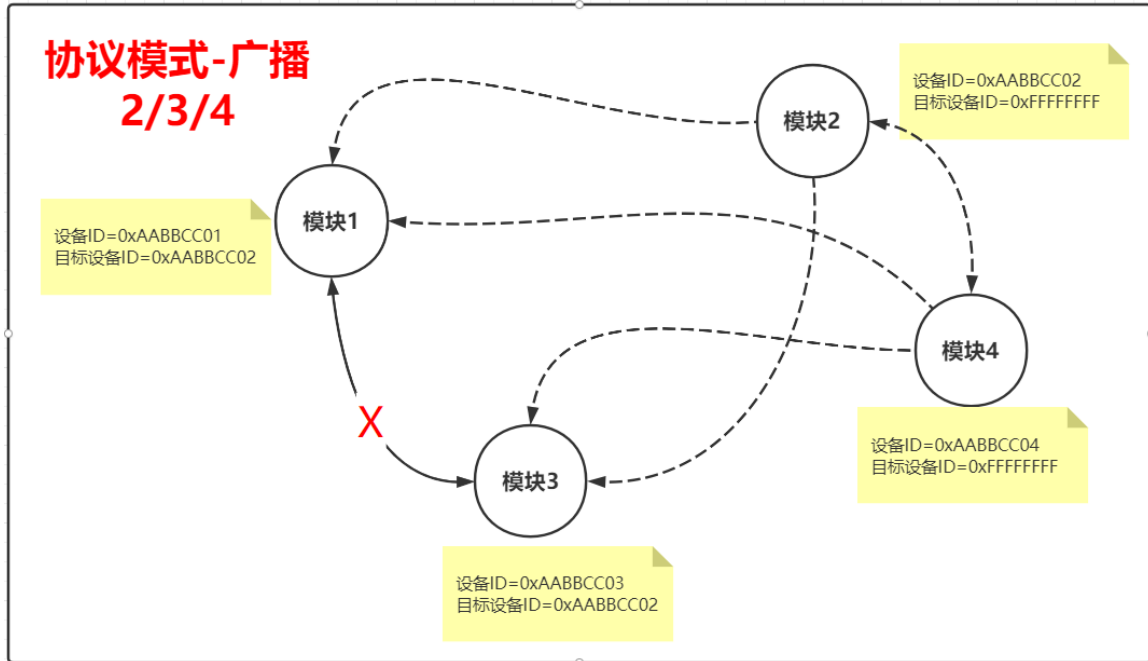 协议模式-广播
2/3/4
模块2
设备ID=0xAABBCC02
目标设备ID=0xFFFFFFFF
模块1
设备ID=0xAABBCC01
目标设备ID=0xAABBCC02
模块4
X
设备ID=0xAABBCC04
目标设备ID=0xFFFFFFFF
模块3
设备ID=0xAABBCC03
目标设备ID=0xAABBCC02